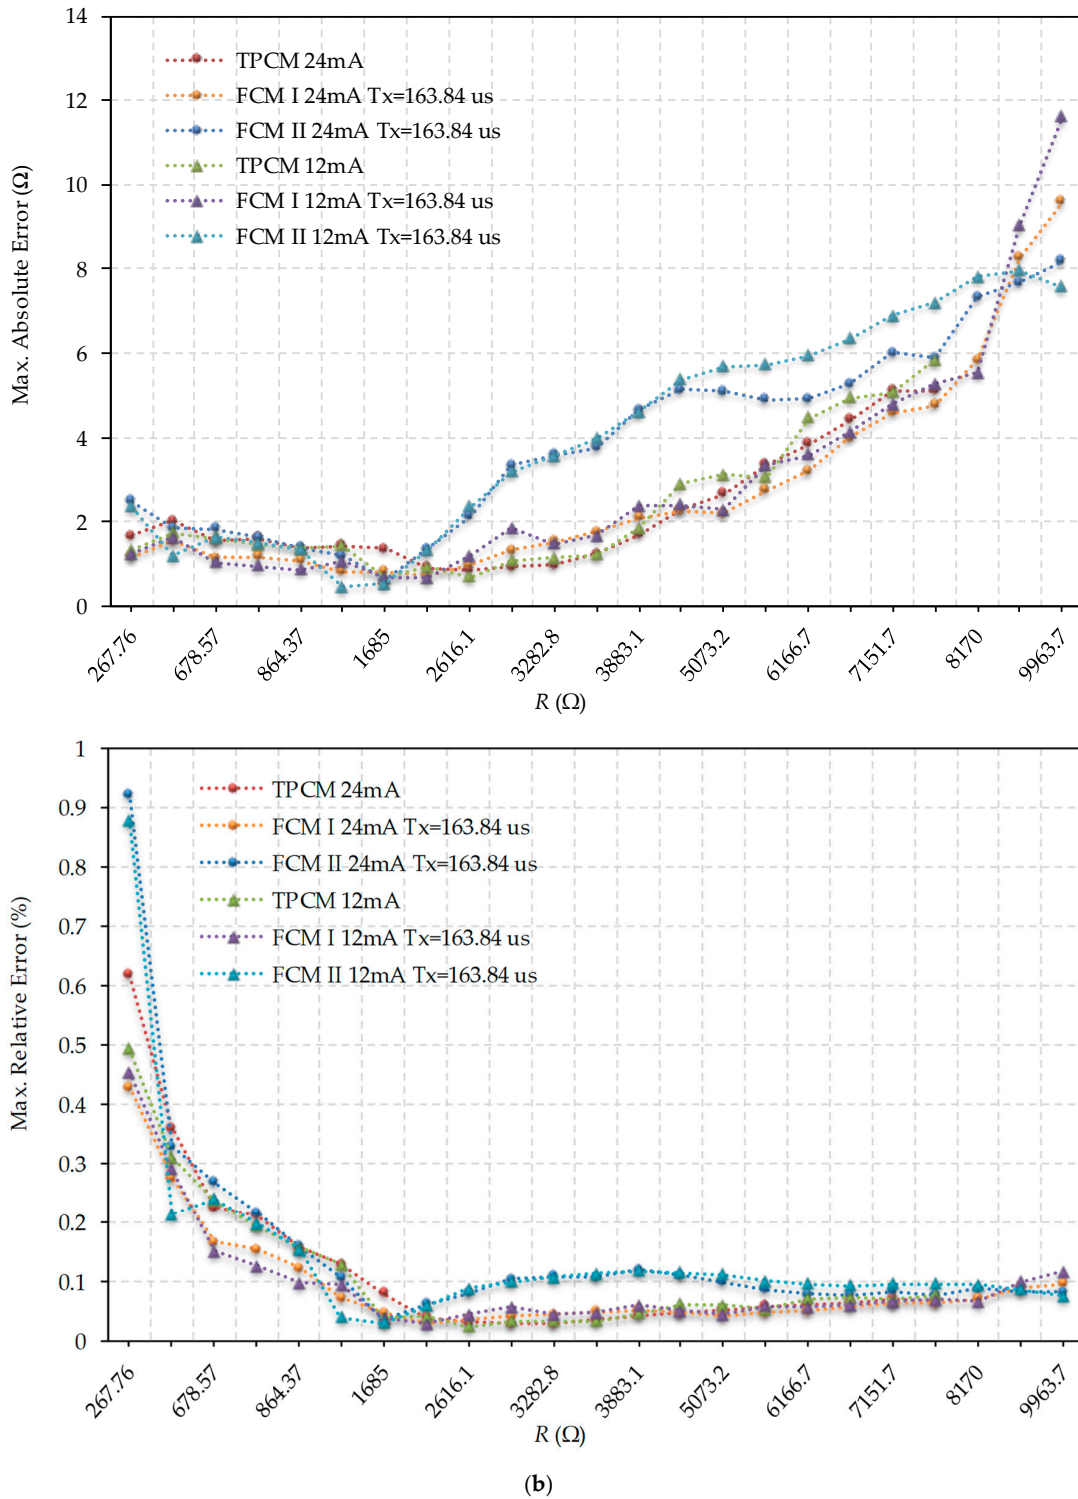 14
12
10
8
6
4
2
0
Max. Absolute Error (Ω)
TPCM 24mA
FCM I 24mA Tx=163.84 us
FCM II 24mA Tx=163.84 us
TPCM 12mA
FCM I 12mA Tx=163.84 us
FCM II 12mA Tx=163.84 us
267.76
678.57
864.37
1685
2616.1
3282.8
3883.1
5073.2
6166.7
7151.7
8170
9963.7
R (Ω)
1
0.9
0.8
0.7
0.6
0.5
0.4
0.3
0.2
0.1
0
Max. Relative Error (%)
TPCM 24mA
FCM I 24mA Tx=163.84 us
FCM II 24mA Tx=163.84 us
TPCM 12mA
FCM I 12mA Tx=163.84 us
FCM II 12mA Tx=163.84 us
267.76
678.57
864.37
1685
2616.1
3282.8
3883.1
5073.2
6166.7
7151.7
8170
9963.7
R (Ω)
(b)